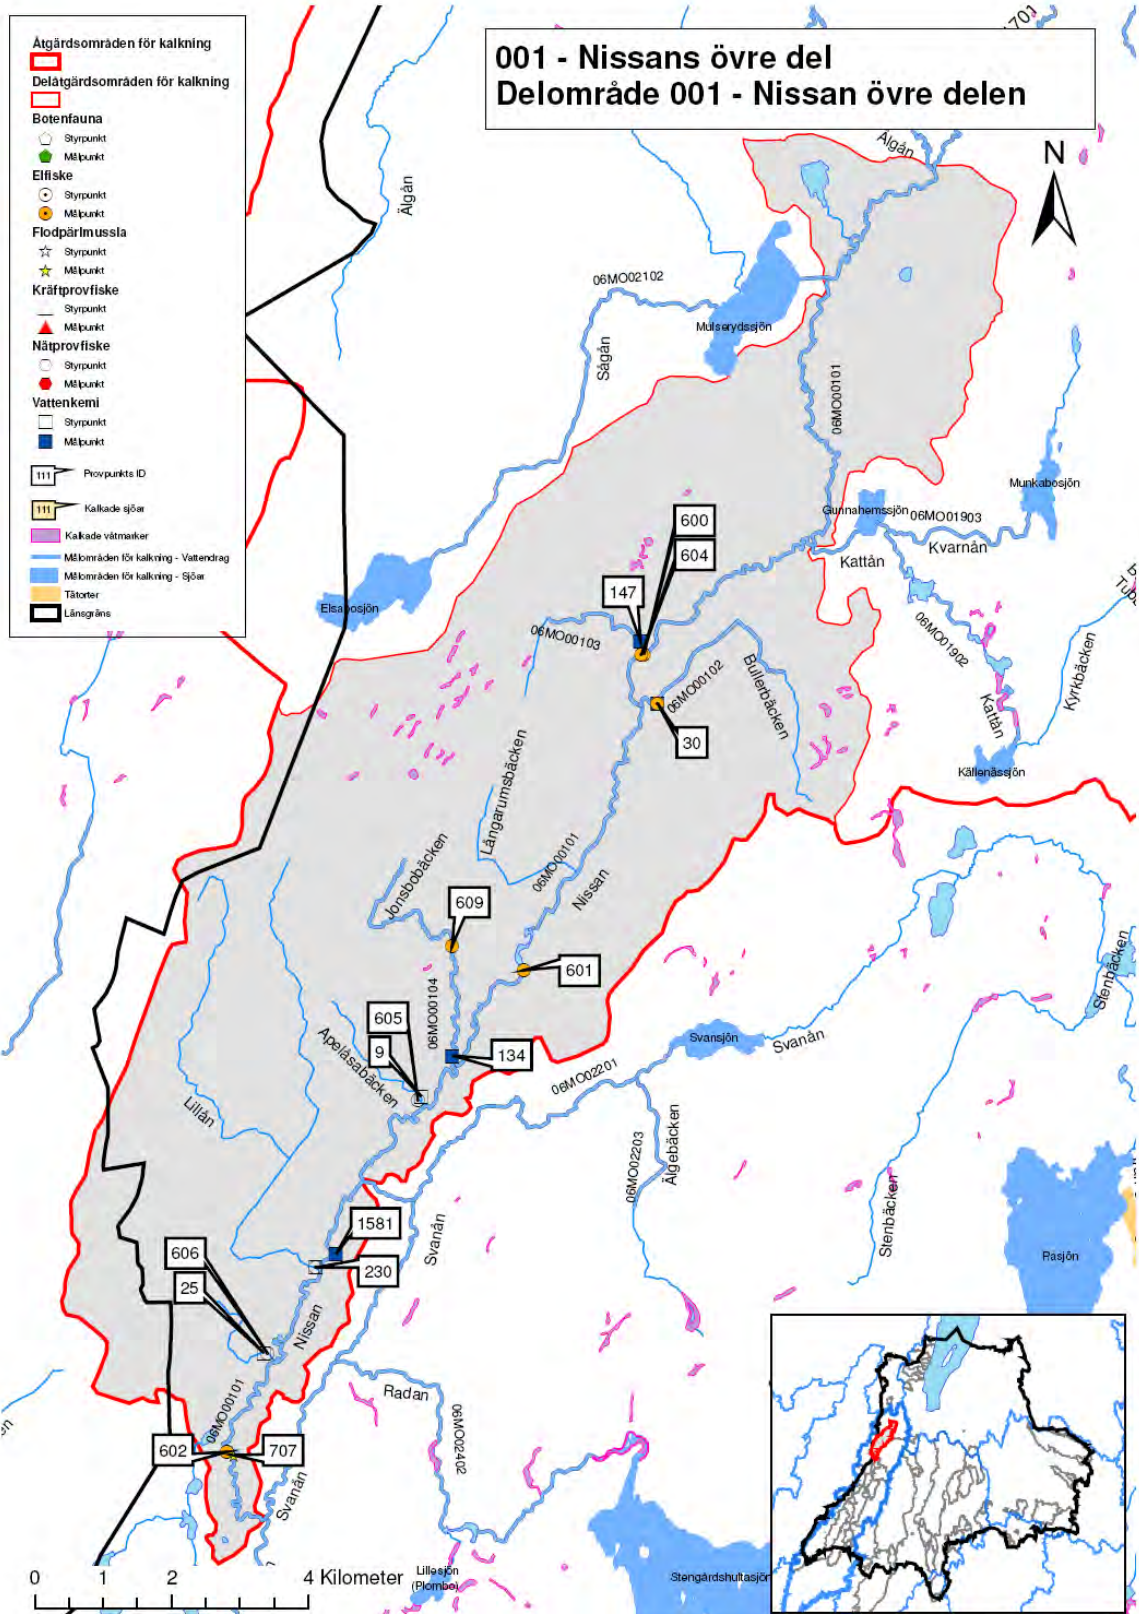 001 - Nissans övre del
Delområde 001 - Nissan övre delen
Åtgärdsområden för kalkning
Delåtgärdsområden för kalkning
Botenfauna
Styrpunkt
Målpunkt
Elfiske
Styrpunkt
Målpunkt
Flodpärlmussla
Styrpunkt
Målpunkt
Kräftprovfiske
Styrpunkt
Målpunkt
Nätprovfiske
Styrpunkt
Målpunkt
Vattenkemi
Styrpunkt
Målpunkt
111 Provpunkts ID
111 Kalkade sjöar
Kalkade våtmarker
Målområden för kalkning - Vattendrag
Målområden för kalkning - Sjöar
Tätorter
Länsgräns
N
1701
Älgån
Älgån
06MO02102
Mulserydssjön
Sågån
06MO00101
Munkabosjön
Gunnahemssjön
06MO01903
Kvarnån
Kattån
600
604
147
Elsabosjön
06MO00103
06MO01902
06MO00102
Bullerbäcken
Kyrkbäcken
Kattån
30
Källenässjön
Långarumsbäcken
06MO00101
Jonsbobäcken
Nissan
609
601
06MO00104
Stenbäcken
605
9
Apelåsabäcken
134
Svansjön
Svanån
06MO02201
Lillån
Älgebäcken
06MO02203
Stenbäcken
1581
Svanån
606
230
25
Rasjön
Nissan
06MO00101
Radan
06MO02402
602
707
Svanån
0 1 2 4 Kilometer
Lillesjön
(Plombo)
Stengårdshultasjön